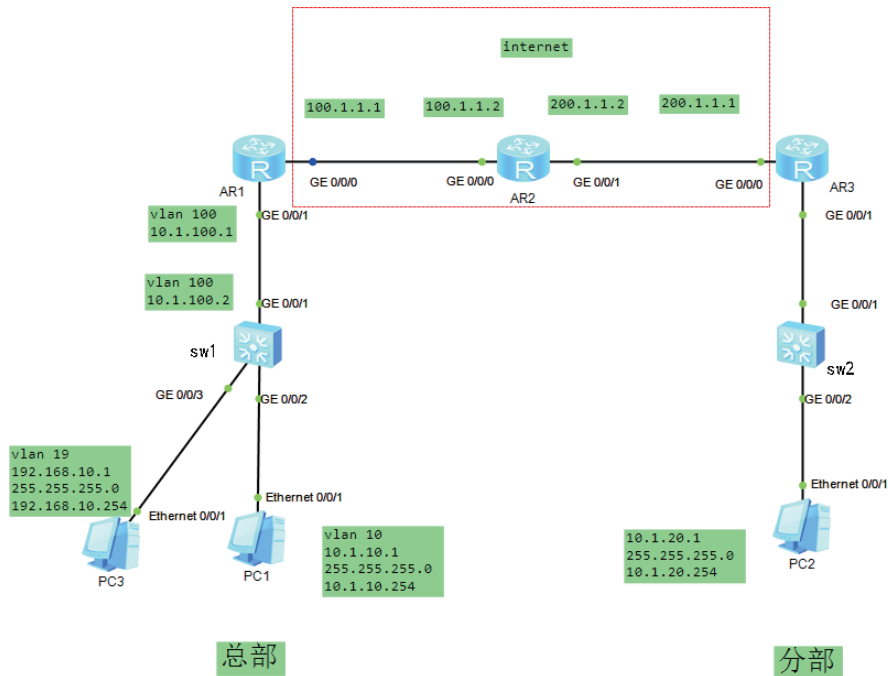 internet
100.1.1.1
100.1.1.2
200.1.1.2
200.1.1.1
R
R
R
GE 0/0/0
GE 0/0/0
GE 0/0/1
GE 0/0/0
AR1
AR2
AR3
vlan 100
10.1.100.1
GE 0/0/1
GE 0/0/1
vlan 100
10.1.100.2
GE 0/0/1
GE 0/0/1
sw1
sw2
GE 0/0/3
GE 0/0/2
GE 0/0/2
vlan 19
192.168.10.1
255.255.255.0
192.168.10.254
Ethernet 0/0/1
Ethernet 0/0/1
Ethernet 0/0/1
PC3
PC1
vlan 10
10.1.10.1
255.255.255.0
10.1.10.254
10.1.20.1
255.255.255.0
10.1.20.254
PC2
总部
分部